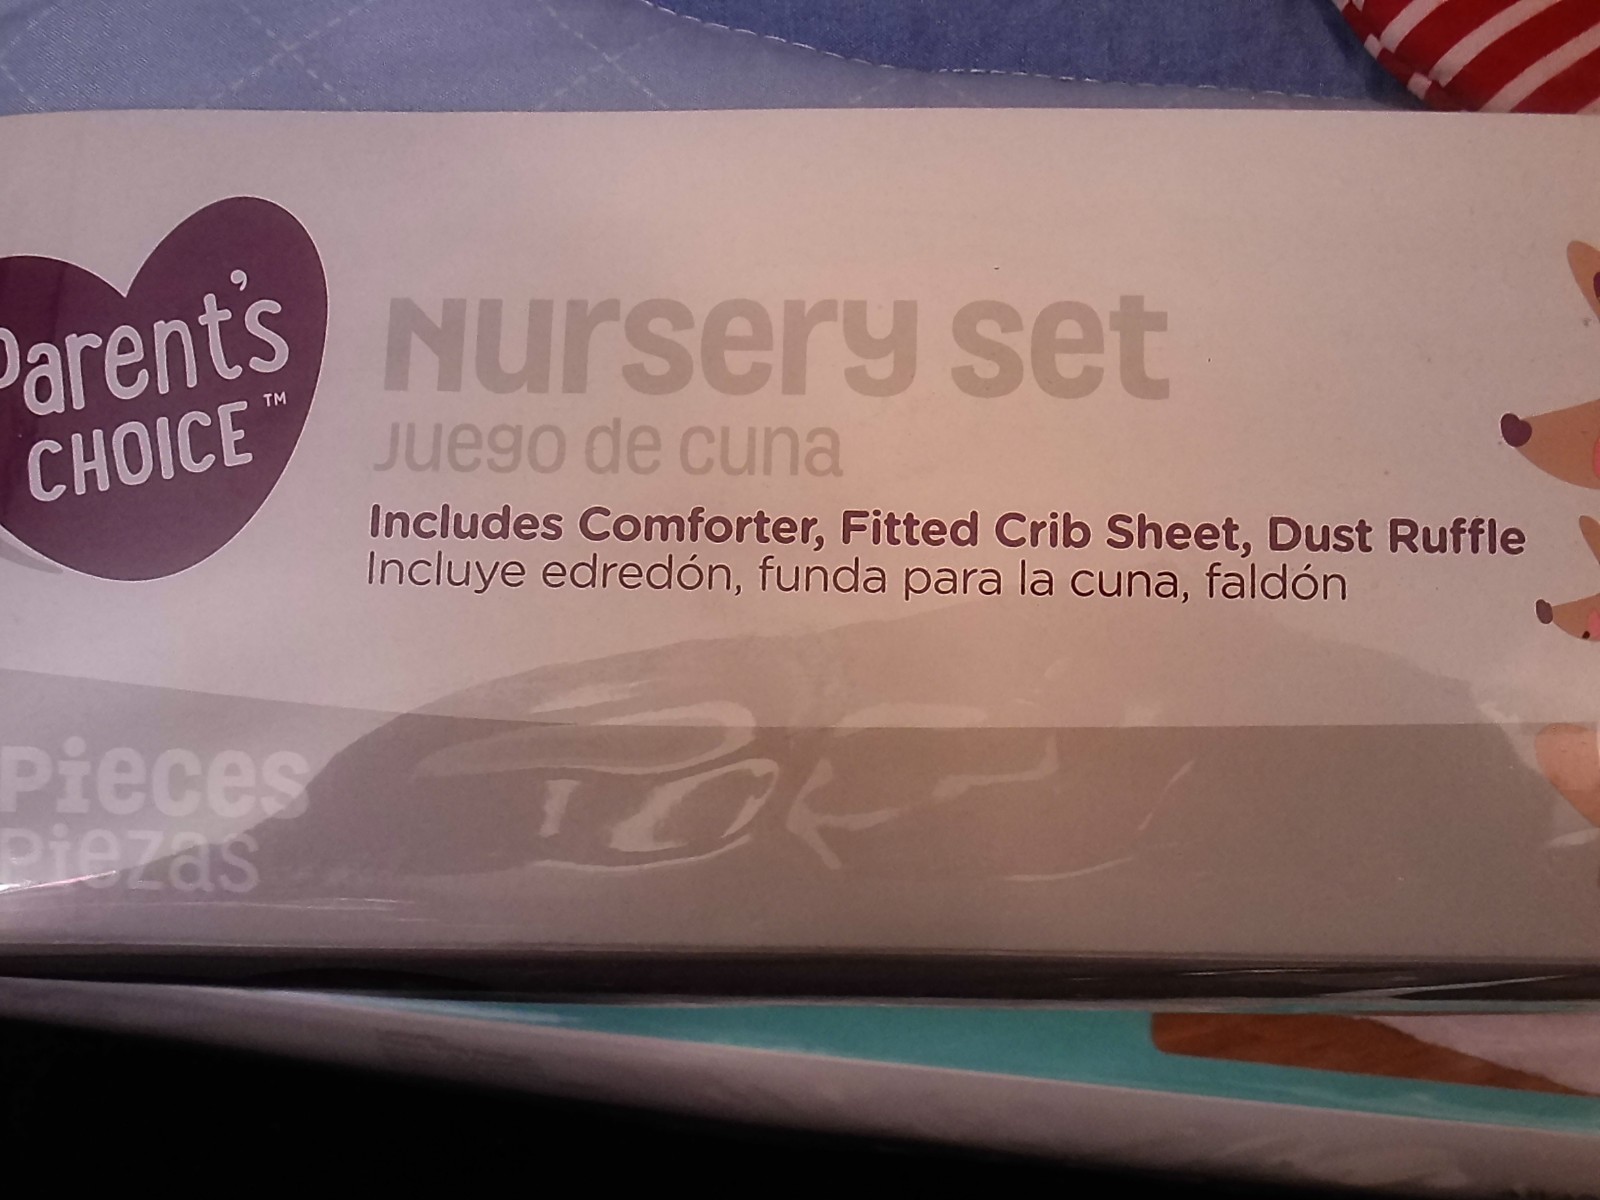 Parent's
CHOICE™
Nursery set
Juego de cuna
Includes Comforter, Fitted Crib Sheet, Dust Ruffle
Incluye edredón, funda para la cuna, faldón
Pieces
Piezas